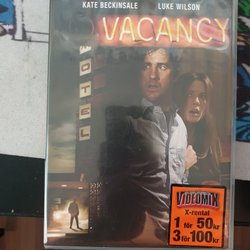 KATE BECKINSALE LUKE WILSON
VACANCY
MOTEL
VIDEOMIX
X-rental
1 för 50kr
3 för 100kr